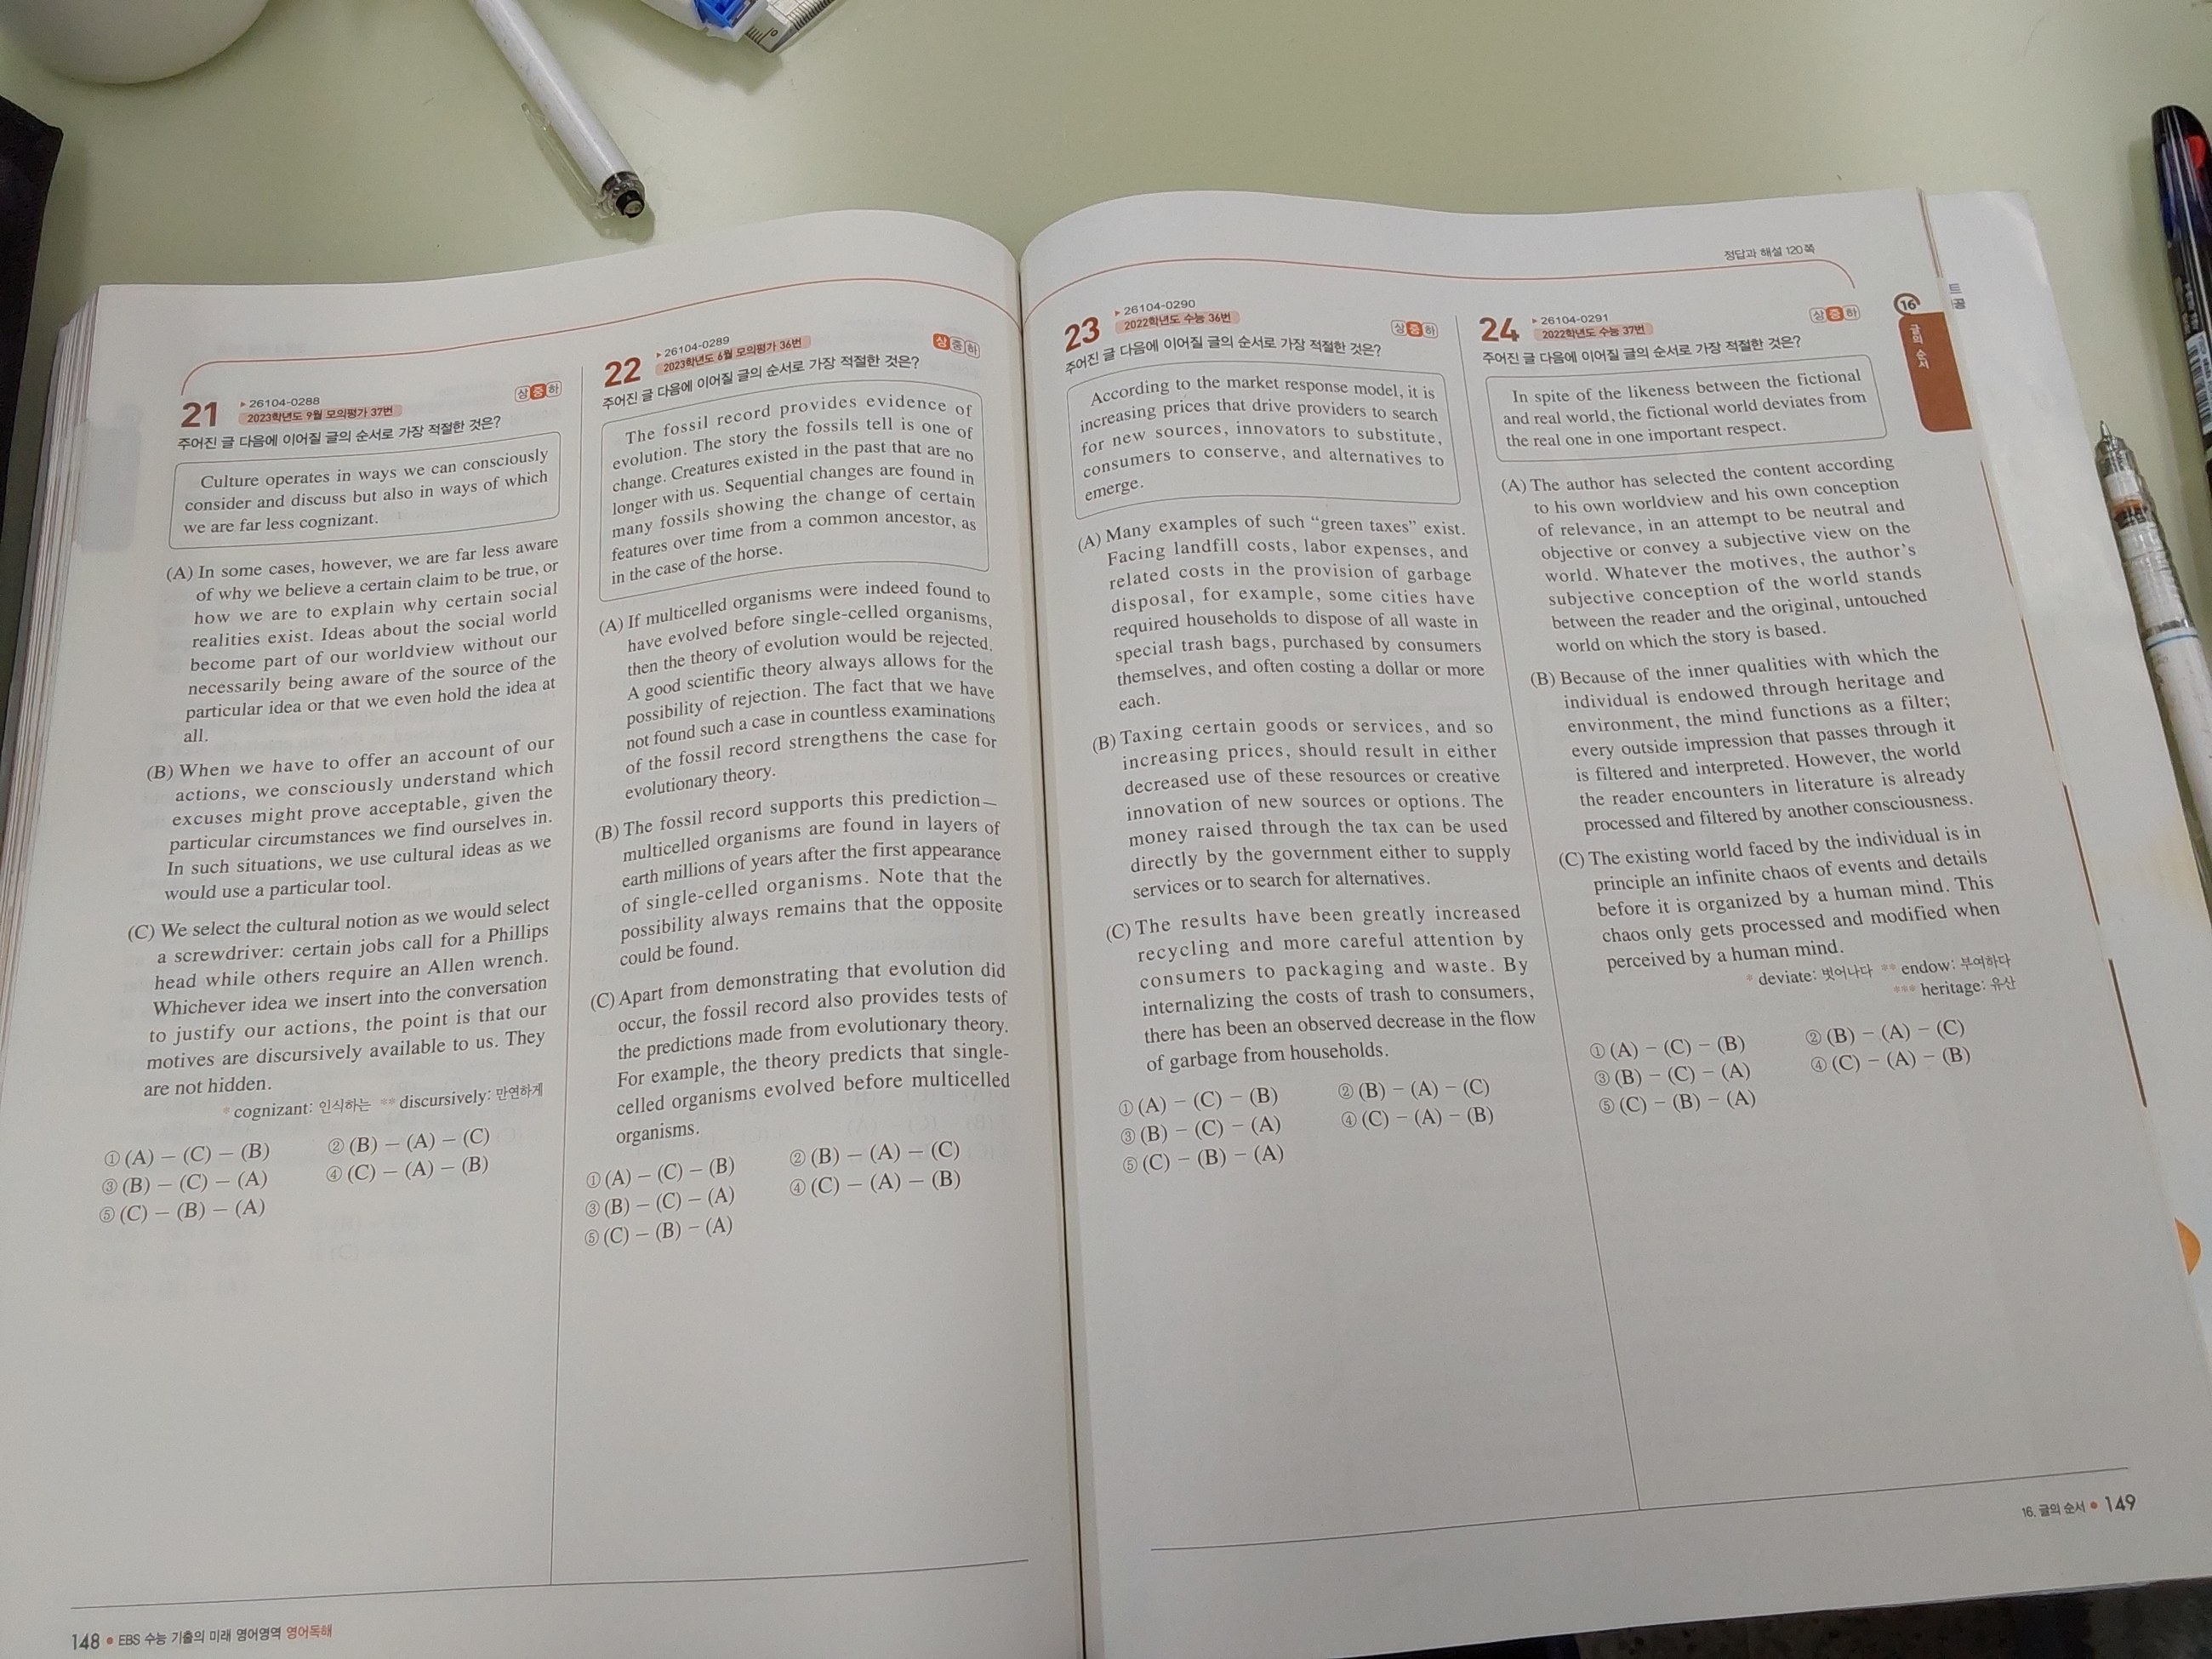 21
▸ 26104-0288
2023학년도 9월 모의평가 37번
상중하
주어진 글 다음에 이어질 글의 순서로 가장 적절한 것은?
Culture operates in ways we can consciously
consider and discuss but also in ways of which
we are far less cognizant.
(A) In some cases, however, we are far less aware
of why we believe a certain claim to be true, or
how we are to explain why certain social
realities exist. Ideas about the social world
become part of our worldview without our
necessarily being aware of the source of the
particular idea or that we even hold the idea at
all.
(B) When we have to offer an account of our
actions, we consciously understand which
excuses might prove acceptable, given the
particular circumstances we find ourselves in.
In such situations, we use cultural ideas as we
would use a particular tool.
(C) We select the cultural notion as we would select
a screwdriver: certain jobs call for a Phillips
head while others require an Allen wrench.
Whichever idea we insert into the conversation
to justify our actions, the point is that our
motives are discursively available to us. They
are not hidden.
* cognizant: 인식하는 ** discursively: 만연하게
① (A) – (C) – (B) ② (B) – (A) – (C)
③ (B) – (C) – (A) ④ (C) – (A) – (B)
⑤ (C) – (B) – (A)
22
▸ 26104-0289
2023학년도 6월 모의평가 36번
상중하
주어진 글 다음에 이어질 글의 순서로 가장 적절한 것은?
The fossil record provides evidence of
evolution. The story the fossils tell is one of
change. Creatures existed in the past that are no
longer with us. Sequential changes are found in
many fossils showing the change of certain
features over time from a common ancestor, as
in the case of the horse.
(A) If multicelled organisms were indeed found to
have evolved before single-celled organisms,
then the theory of evolution would be rejected.
A good scientific theory always allows for the
possibility of rejection. The fact that we have
not found such a case in countless examinations
of the fossil record strengthens the case for
evolutionary theory.
(B) The fossil record supports this prediction—
multicelled organisms are found in layers of
earth millions of years after the first appearance
of single-celled organisms. Note that the
possibility always remains that the opposite
could be found.
(C) Apart from demonstrating that evolution did
occur, the fossil record also provides tests of
the predictions made from evolutionary theory.
For example, the theory predicts that single-
celled organisms evolved before multicelled
organisms.
① (A) – (C) – (B) ② (B) – (A) – (C)
③ (B) – (C) – (A) ④ (C) – (A) – (B)
⑤ (C) – (B) – (A)
148 • EBS 수능 기출의 미래 영어영역 영어독해
정답과 해설 120쪽
23
▸ 26104-0290
2022학년도 수능 36번
상중하
주어진 글 다음에 이어질 글의 순서로 가장 적절한 것은?
According to the market response model, it is
increasing prices that drive providers to search
for new sources, innovators to substitute,
consumers to conserve, and alternatives to
emerge.
(A) Many examples of such “green taxes” exist.
Facing landfill costs, labor expenses, and
related costs in the provision of garbage
disposal, for example, some cities have
required households to dispose of all waste in
special trash bags, purchased by consumers
themselves, and often costing a dollar or more
each.
(B) Taxing certain goods or services, and so
increasing prices, should result in either
decreased use of these resources or creative
innovation of new sources or options. The
money raised through the tax can be used
directly by the government either to supply
services or to search for alternatives.
(C) The results have been greatly increased
recycling and more careful attention by
consumers to packaging and waste. By
internalizing the costs of trash to consumers,
there has been an observed decrease in the flow
of garbage from households.
① (A) – (C) – (B) ② (B) – (A) – (C)
③ (B) – (C) – (A) ④ (C) – (A) – (B)
⑤ (C) – (B) – (A)
24
▸ 26104-0291
2022학년도 수능 37번
상중하
주어진 글 다음에 이어질 글의 순서로 가장 적절한 것은?
In spite of the likeness between the fictional
and real world, the fictional world deviates from
the real one in one important respect.
(A) The author has selected the content according
to his own worldview and his own conception
of relevance, in an attempt to be neutral and
objective or convey a subjective view on the
world. Whatever the motives, the author’s
subjective conception of the world stands
between the reader and the original, untouched
world on which the story is based.
(B) Because of the inner qualities with which the
individual is endowed through heritage and
environment, the mind functions as a filter;
every outside impression that passes through it
is filtered and interpreted. However, the world
the reader encounters in literature is already
processed and filtered by another consciousness.
(C) The existing world faced by the individual is in
principle an infinite chaos of events and details
before it is organized by a human mind. This
chaos only gets processed and modified when
perceived by a human mind.
* deviate: 벗어나다 ** endow: 부여하다
*** heritage: 유산
① (A) – (C) – (B) ② (B) – (A) – (C)
③ (B) – (C) – (A) ④ (C) – (A) – (B)
⑤ (C) – (B) – (A)
16
글의 순서
16. 글의 순서 • 149